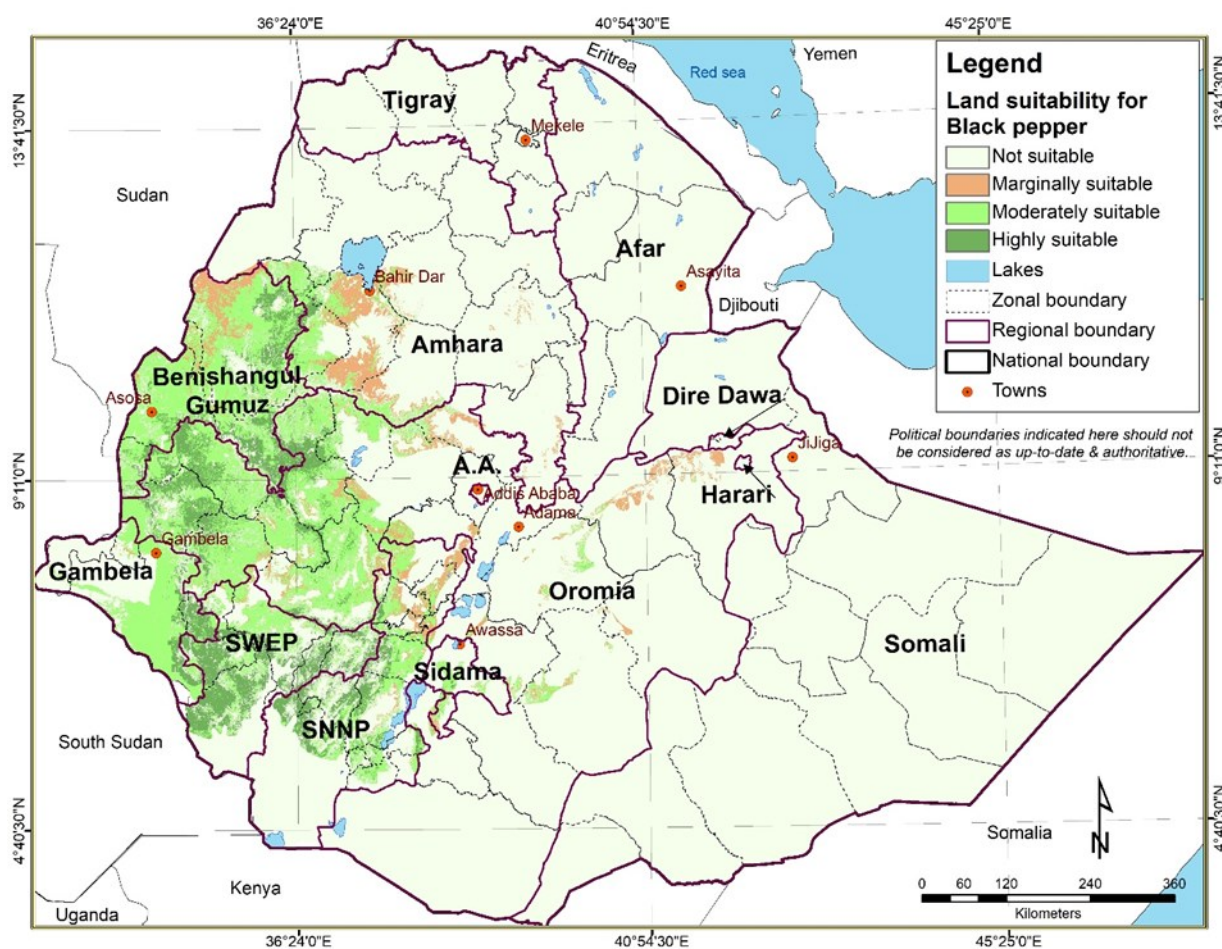 36°24'0"E
40°54'30"E
45°25'0"E
13°41'30"N
13°41'30"N
9°11'0"N
9°11'0"N
4°40'30"N
4°40'30"N
Eritrea
Red sea
Yemen
Legend
Land suitability for
Black pepper
Not suitable
Marginally suitable
Moderately suitable
Highly suitable
Lakes
Zonal boundary
Regional boundary
National boundary
Towns
Political boundaries indicated here should not
be considered as up-to-date & authoritative.
Tigray
Mekele
Sudan
Afar
Bahir Dar
Asayita
Djibouti
Amhara
Benishangul
Gumuz
Asosa
Dire Dawa
JiJiga
A.A.
Addis Ababa
Harari
Adama
Gambela
Gambela
Oromia
SWEP
Awassa
Somali
Sidama
SNNP
South Sudan
Somalia
N
Kenya
Uganda
0 60 120 240 360
Kilometers
36°24'0"E
40°54'30"E
45°25'0"E